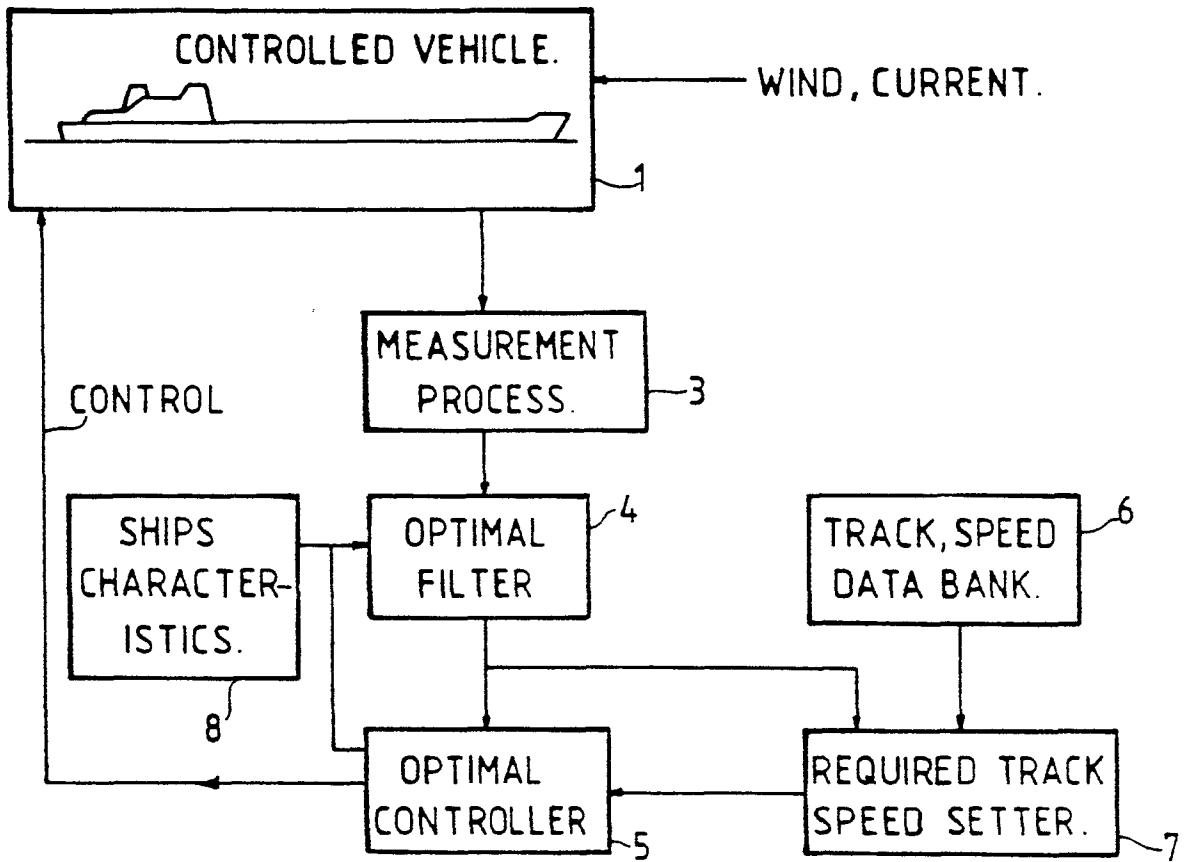 CONTROLLED VEHICLE.
WIND, CURRENT.
1
MEASUREMENT
PROCESS.
3
CONTROL
SHIPS
CHARACTER-
ISTICS.
8
OPTIMAL
FILTER
4
TRACK, SPEED
DATA BANK.
6
OPTIMAL
CONTROLLER
5
REQUIRED TRACK
SPEED SETTER.
7